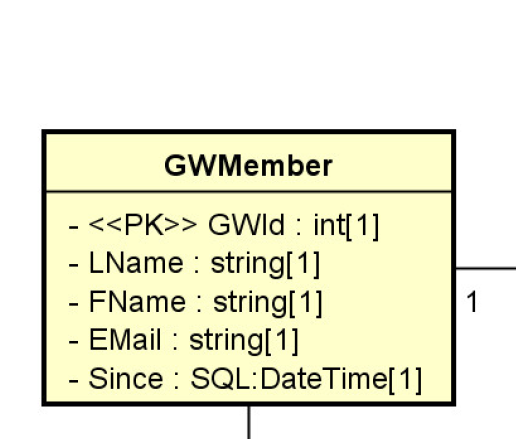 GWMember
- <<PK>> GWId : int[1]
- LName : string[1]
- FName : string[1]
- EMail : string[1]
- Since : SQL:DateTime[1]
1